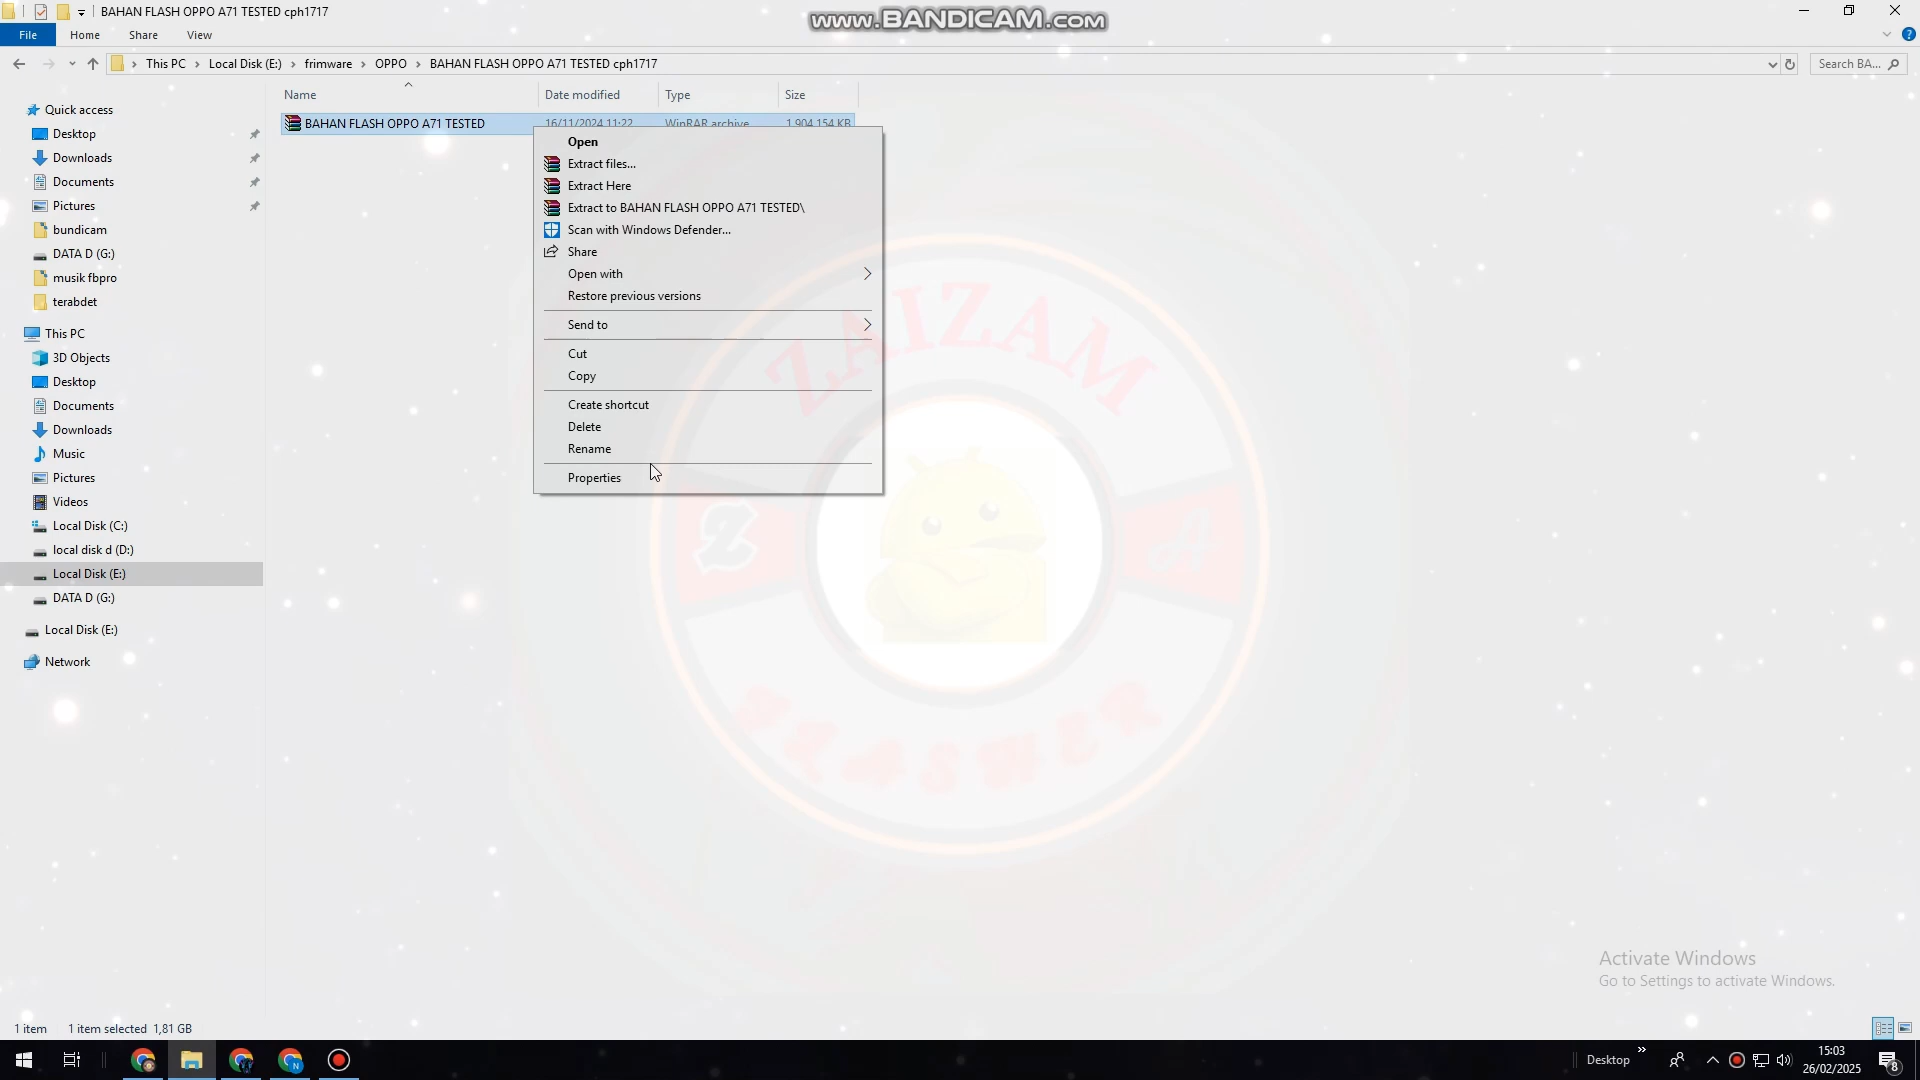 BAHAN FLASH OPPO A71 TESTED cph1717
www.BANDICAM.com
File Home Share View
This PC Local Disk (E:) frimware OPPO BAHAN FLASH OPPO A71 TESTED cph1717
Search BA...
Name Date modified Type Size
BAHAN FLASH OPPO A71 TESTED 16/11/2024 11:22 WinRAR archive 1.904.154 KB
Quick access
Desktop
Downloads
Documents
Pictures
bundicam
DATA D (G:)
musik fbpro
terabdet
This PC
3D Objects
Desktop
Documents
Downloads
Music
Pictures
Videos
Local Disk (C:)
local disk d (D:)
Local Disk (E:)
DATA D (G:)
Local Disk (E:)
Network
Open
Extract files...
Extract Here
Extract to BAHAN FLASH OPPO A71 TESTED\
Scan with Windows Defender...
Share
Open with
Restore previous versions
Send to
Cut
Copy
Create shortcut
Delete
Rename
Properties
ZAIZAM
Z A
Activate Windows
Go to Settings to activate Windows.
1 item 1 item selected 1,81 GB
Desktop
15:03
26/02/2025
8